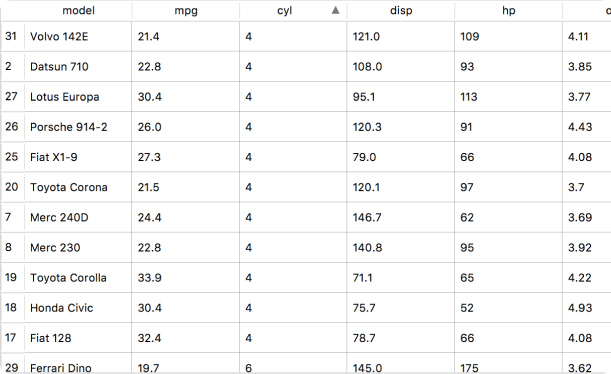 model mpg cyl ▲ disp hp
31 Volvo 142E 21.4 4 121.0 109 4.11
2 Datsun 710 22.8 4 108.0 93 3.85
27 Lotus Europa 30.4 4 95.1 113 3.77
26 Porsche 914-2 26.0 4 120.3 91 4.43
25 Fiat X1-9 27.3 4 79.0 66 4.08
20 Toyota Corona 21.5 4 120.1 97 3.7
7 Merc 240D 24.4 4 146.7 62 3.69
8 Merc 230 22.8 4 140.8 95 3.92
19 Toyota Corolla 33.9 4 71.1 65 4.22
18 Honda Civic 30.4 4 75.7 52 4.93
17 Fiat 128 32.4 4 78.7 66 4.08
29 Ferrari Dino 19.7 6 145.0 175 3.62